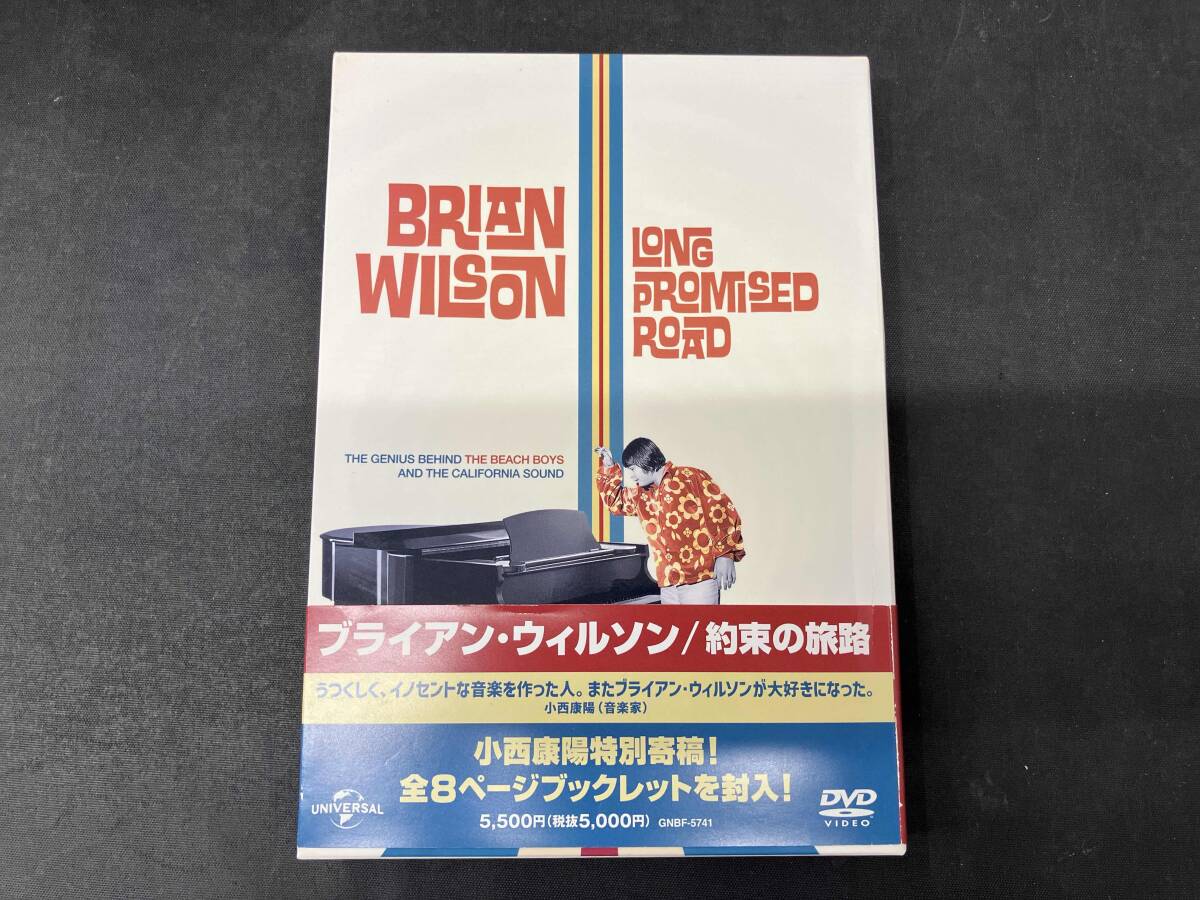 BRIAN
WILSON
LONG
PROMISED
ROAD
THE GENIUS BEHIND THE BEACH BOYS
AND THE CALIFORNIA SOUND
ブライアン・ウィルソン/約束の旅路
うつくしく、イノセントな音楽を作った人。またブライアン・ウィルソンが大好きになった。
小西康陽(音楽家)
小西康陽特別寄稿!
全8ページブックレットを封入!
5,500円(税抜5,000円) GNBF-5741
UNIVERSAL
DVD
VIDEO